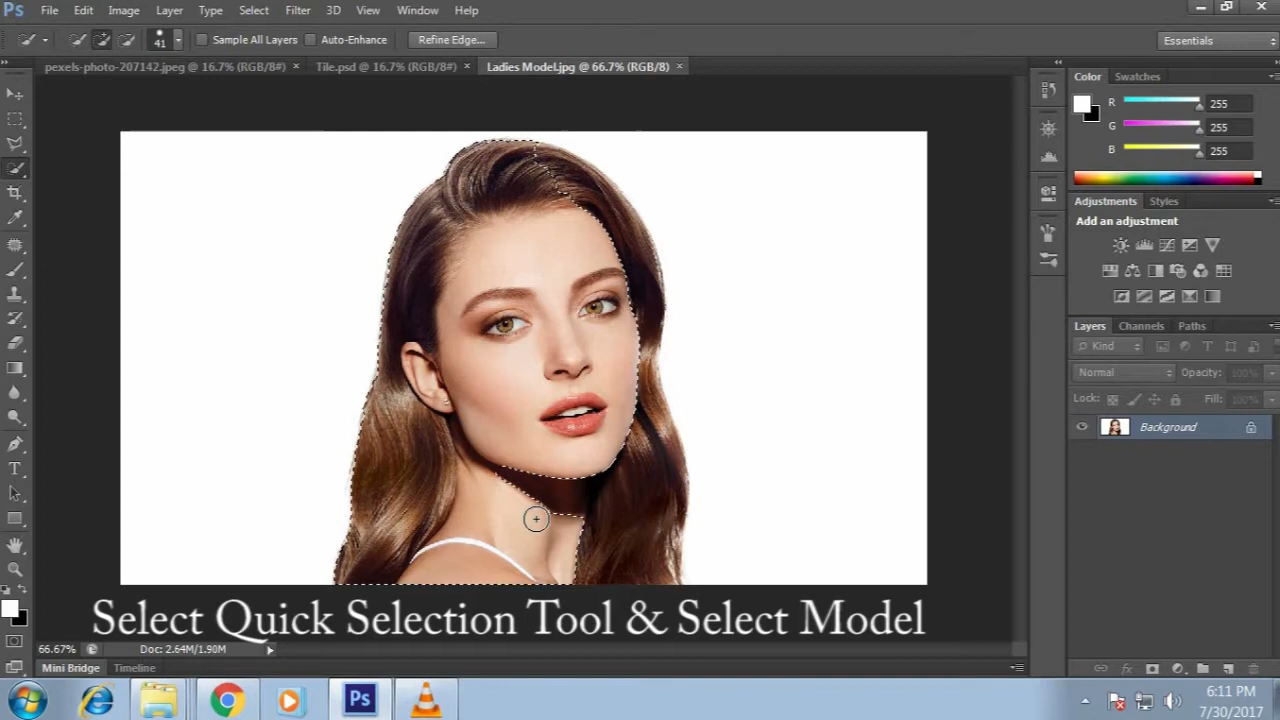 Ps File Edit Image Layer Type Select Filter 3D View Window Help
41 Sample All Layers Auto-Enhance Refine Edge... Essentials
pexels-photo-207142.jpeg @ 16.7% (RGB/8#) × Tile.psd @ 16.7% (RGB/8#) × Ladies Model.jpg @ 66.7% (RGB/8) ×
Color Swatches
R 255
G 255
B 255
Adjustments Styles
Add an adjustment
Layers Channels Paths
Kind
Normal Opacity: 100%
Lock: Fill: 100%
Background
Select Quick Selection Tool & Select Model
66.67% Doc: 2.64M/1.90M
Mini Bridge Timeline
Ps 6:11 PM
7/30/2017